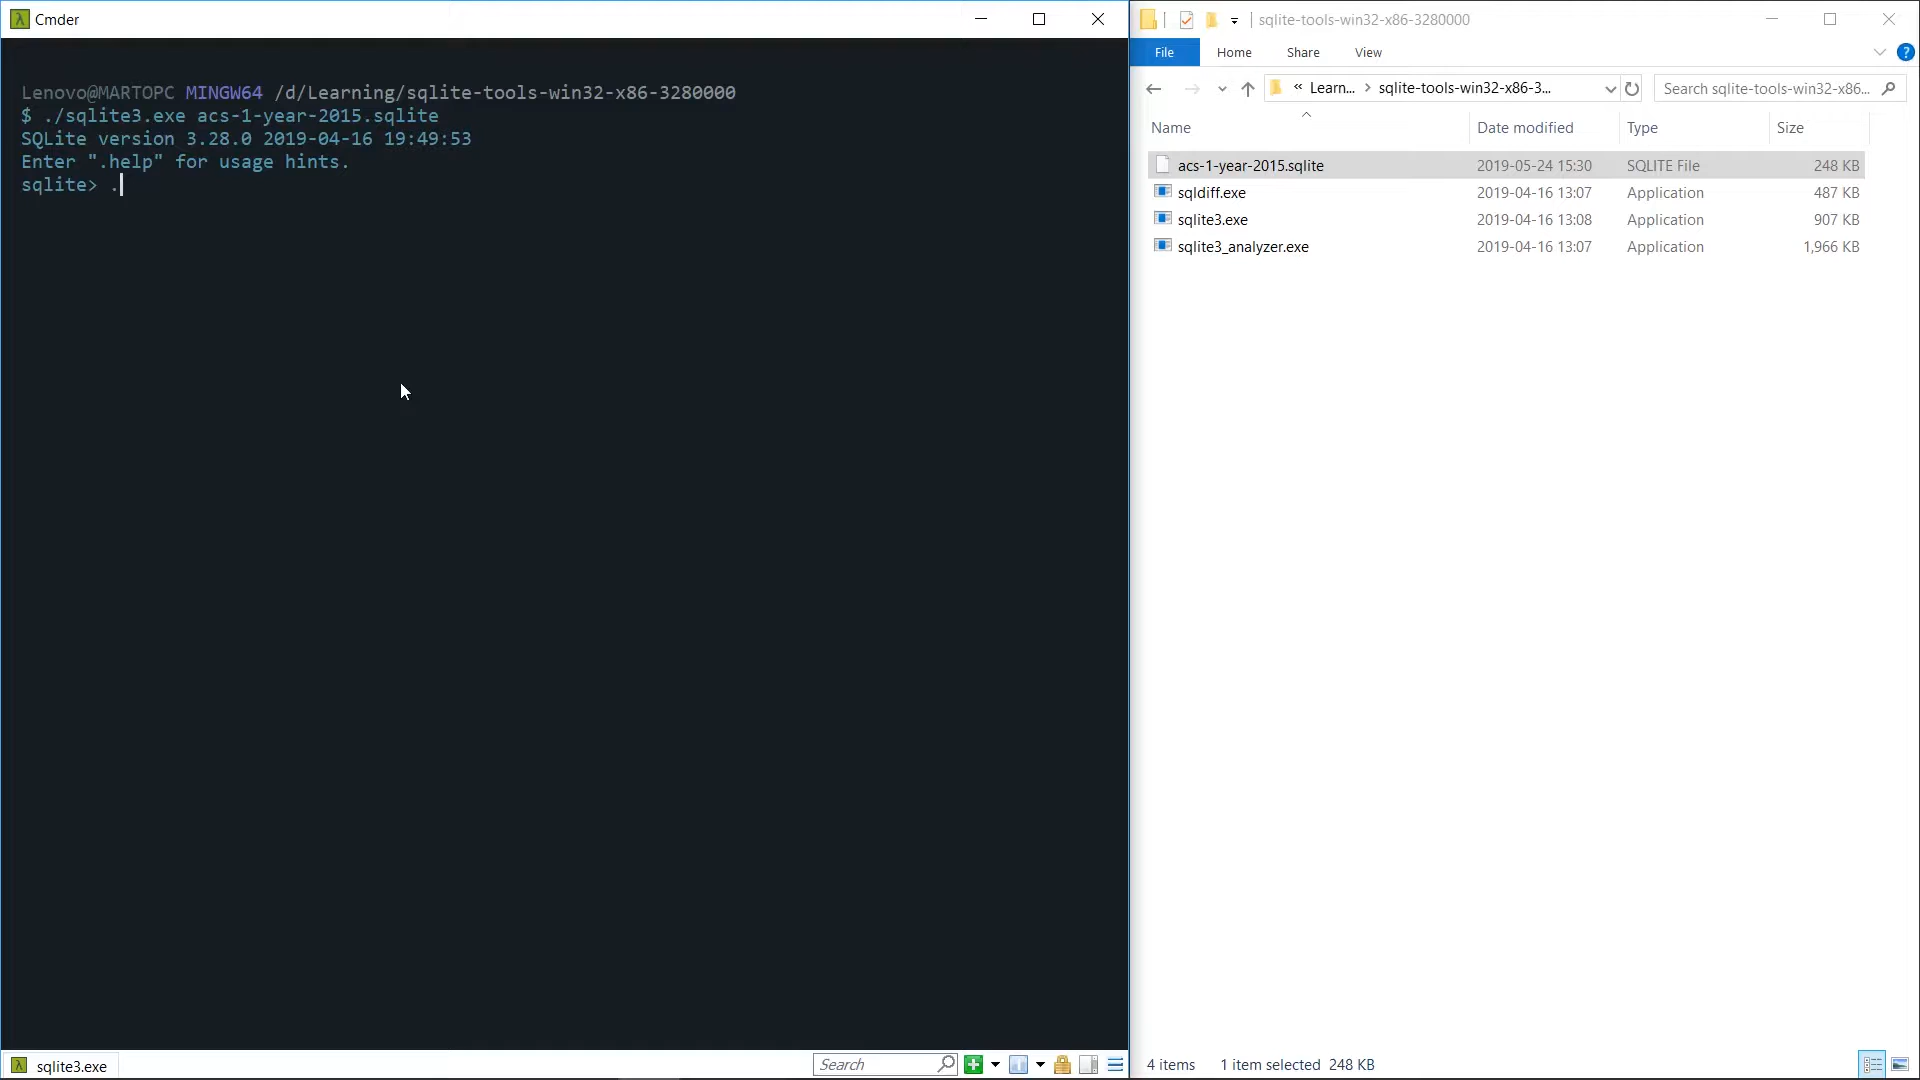 Cmder
Lenovo@MARTOPC MINGW64 /d/Learning/sqlite-tools-win32-x86-3280000
$ ./sqlite3.exe acs-1-year-2015.sqlite
SQLite version 3.28.0 2019-04-16 19:49:53
Enter ".help" for usage hints.
sqlite> .
sqlite3.exe
Search
sqlite-tools-win32-x86-3280000
File Home Share View
« Learn... > sqlite-tools-win32-x86-3...
Search sqlite-tools-win32-x86...
Name Date modified Type Size
acs-1-year-2015.sqlite 2019-05-24 15:30 SQLITE File 248 KB
sqldiff.exe 2019-04-16 13:07 Application 487 KB
sqlite3.exe 2019-04-16 13:08 Application 907 KB
sqlite3_analyzer.exe 2019-04-16 13:07 Application 1,966 KB
4 items 1 item selected 248 KB